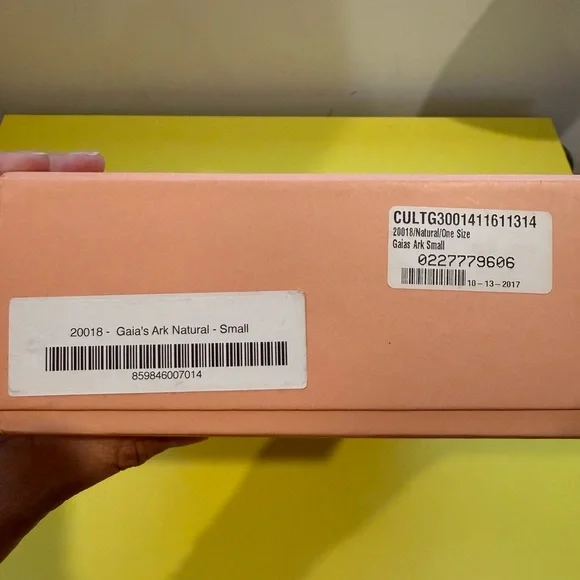 CULTG3001411611314
20018/Natural/One Size
Gaias Ark Small
0227779606
10-13-2017
20018 - Gaia's Ark Natural - Small
859846007014